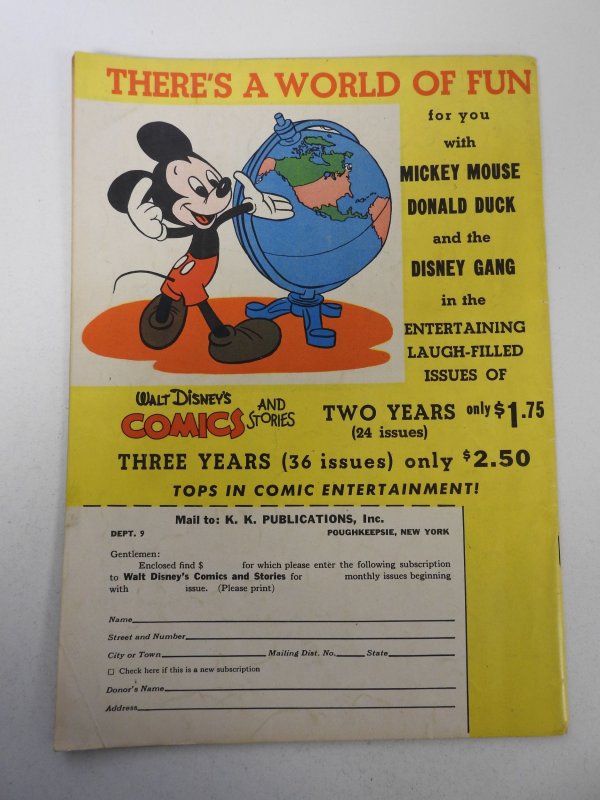 THERE'S A WORLD OF FUN
for you
with
MICKEY MOUSE
DONALD DUCK
and the
DISNEY GANG
in the
ENTERTAINING
LAUGH-FILLED
ISSUES OF
WALT DISNEY'S
COMICS AND STORIES
TWO YEARS only $1.75
(24 issues)
THREE YEARS (36 issues) only $2.50
TOPS IN COMIC ENTERTAINMENT!
Mail to: K. K. PUBLICATIONS, Inc.
DEPT. 9 POUGHKEEPSIE, NEW YORK
Gentlemen:
Enclosed find $ for which please enter the following subscription
to Walt Disney's Comics and Stories for monthly issues beginning
with issue. (Please print)
Name
Street and Number
City or Town Mailing Dist. No. State
Check here if this is a new subscription
Donor's Name
Address